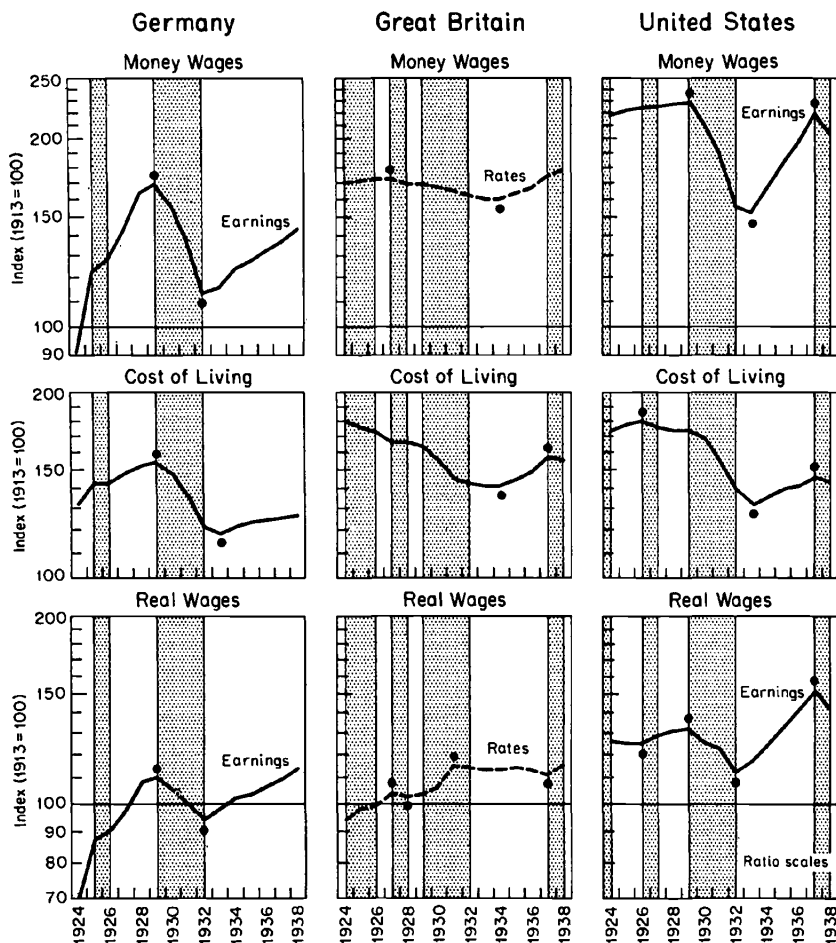 Germany
Great Britain
United States
Money Wages
Money Wages
Money Wages
Index (1913=100)
250
200
150
100
90
Earnings
Rates
Earnings
Cost of Living
Cost of Living
Cost of Living
Index (1913=100)
200
150
100
Real Wages
Real Wages
Real Wages
Index (1913=100)
200
150
100
90
80
70
Earnings
Rates
Earnings
Ratio scales
1924 1926 1928 1930 1932 1934 1936 1938
1924 1926 1928 1930 1932 1934 1936 1938
1924 1926 1928 1930 1932 1934 1936 1938